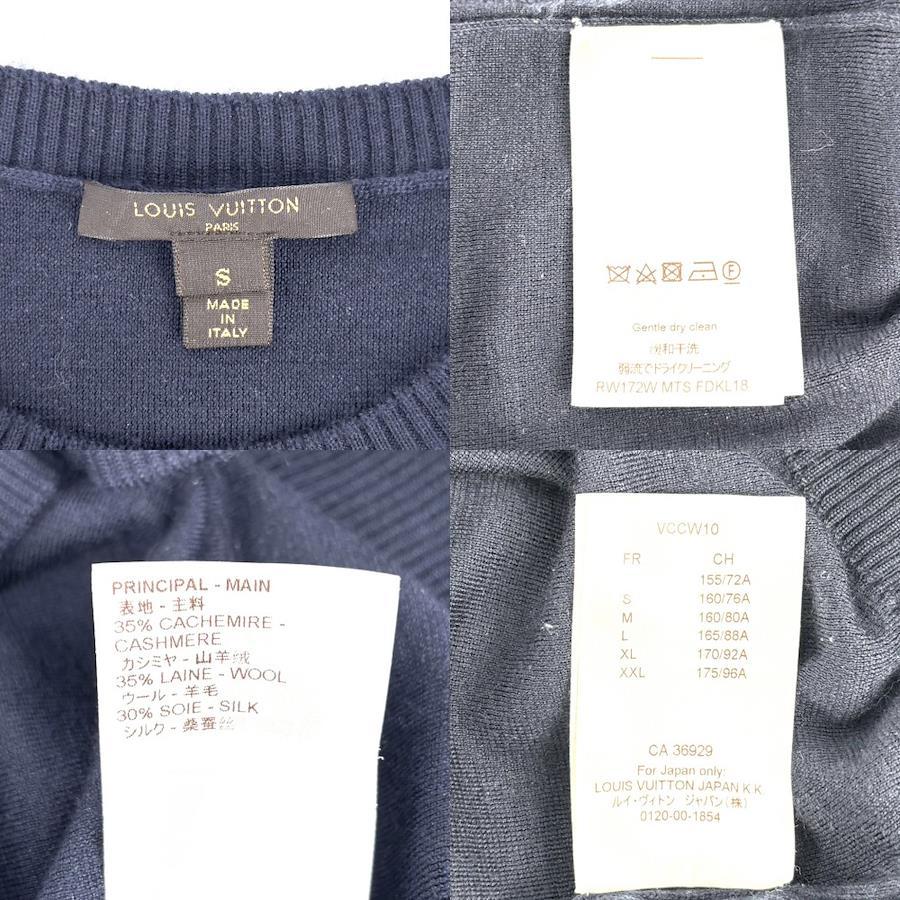 LOUIS VUITTON
PARIS
S
MADE
IN
ITALY
Gentle dry clean
缓和干洗
弱流でドライクリーニング
RW172W MTS FDKL18
PRINCIPAL - MAIN
表地 - 主料
35% CACHEMIRE -
CASHMERE
カシミヤ - 山羊绒
35% LAINE - WOOL
ウール - 羊毛
30% SOIE - SILK
シルク - 桑蚕丝
VCCW10
FR CH
155/72A
S 160/76A
M 160/80A
L 165/88A
XL 170/92A
XXL 175/96A
CA 36929
For Japan only:
LOUIS VUITTON JAPAN K.K
ルイ・ヴィトン ジャパン(株)
0120-00-1854